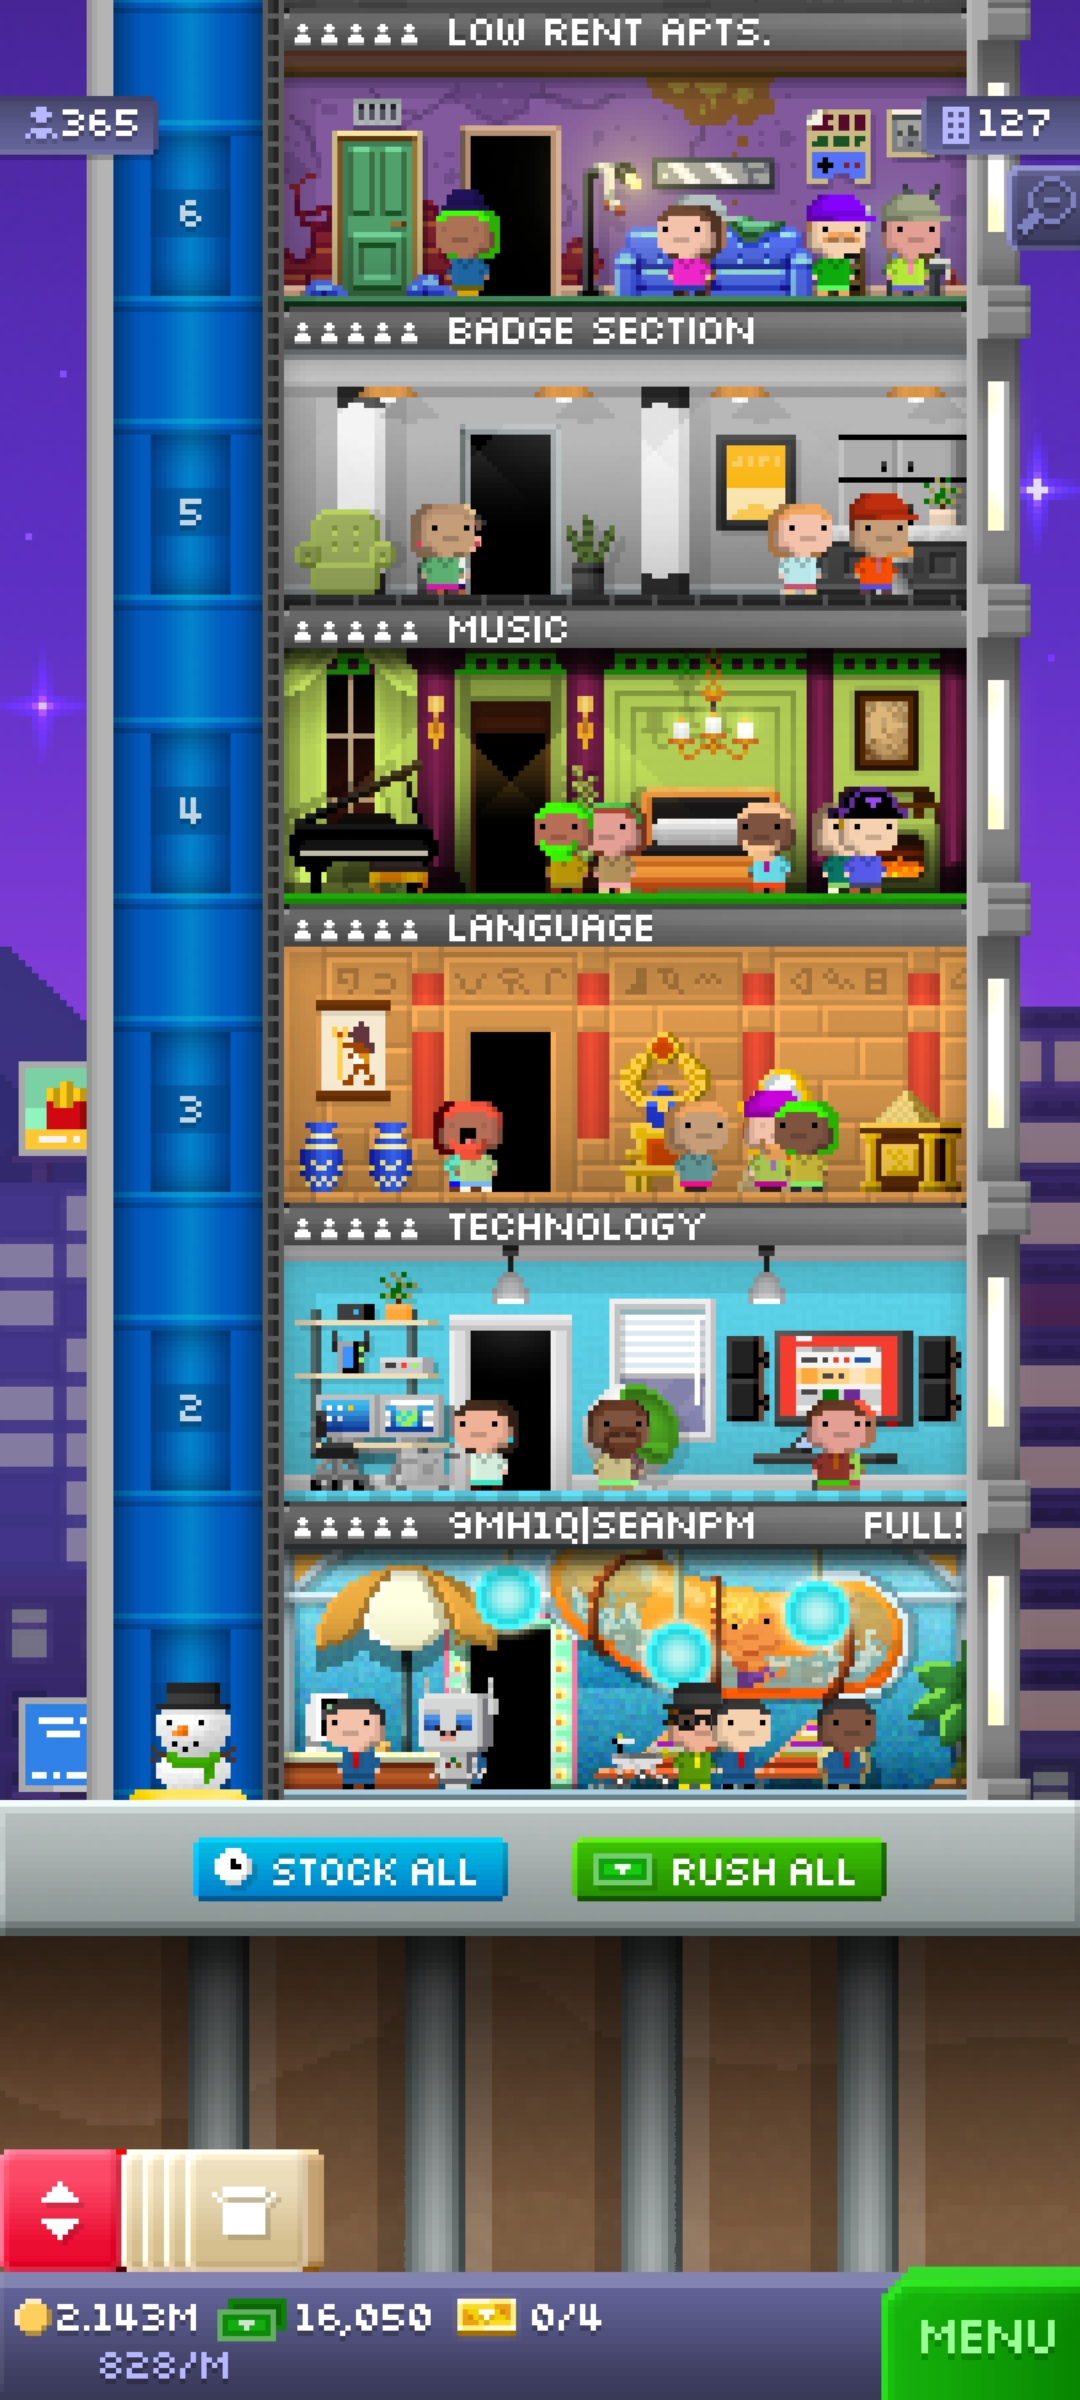 LOW RENT APTS.
365
127
6
BADGE SECTION
5
MUSIC
4
LANGUAGE
3
TECHNOLOGY
2
9MH1Q|SEANPM FULL!
STOCK ALL
RUSH ALL
2.143M 16,050 0/4
828/M
MENU